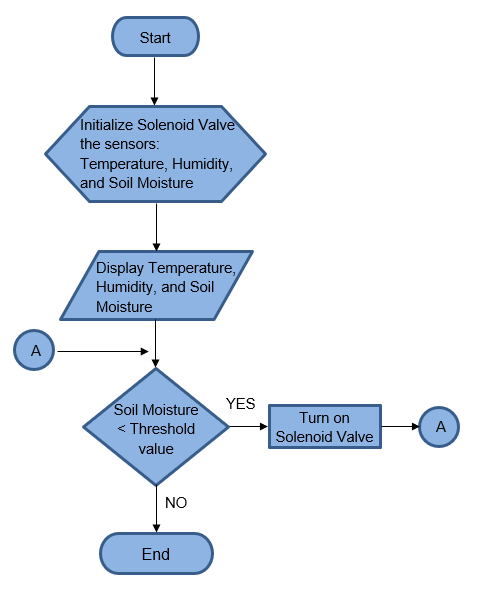 Start
Initialize Solenoid Valve
the sensors:
Temperature, Humidity,
and Soil Moisture
Display Temperature,
Humidity, and Soil
Moisture
A
Soil Moisture
< Threshold
value
YES
Turn on
Solenoid Valve
A
NO
End